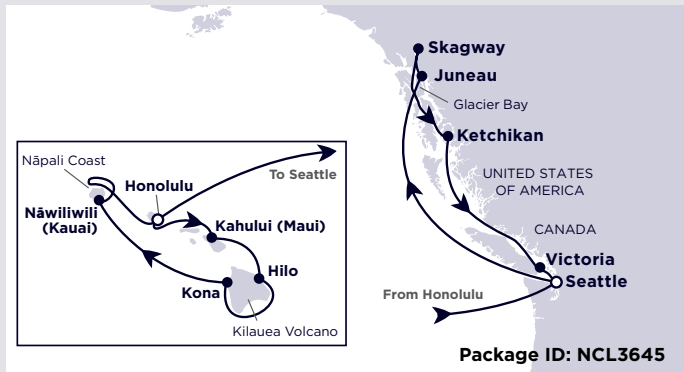 Skagway
Juneau
Glacier Bay
Ketchikan
UNITED STATES
OF AMERICA
CANADA
Victoria
Seattle
From Honolulu
Nāpali Coast
Honolulu
To Seattle
Nāwiliwili
(Kauai)
Kahului (Maui)
Hilo
Kona
Kilauea Volcano
Package ID: NCL3645